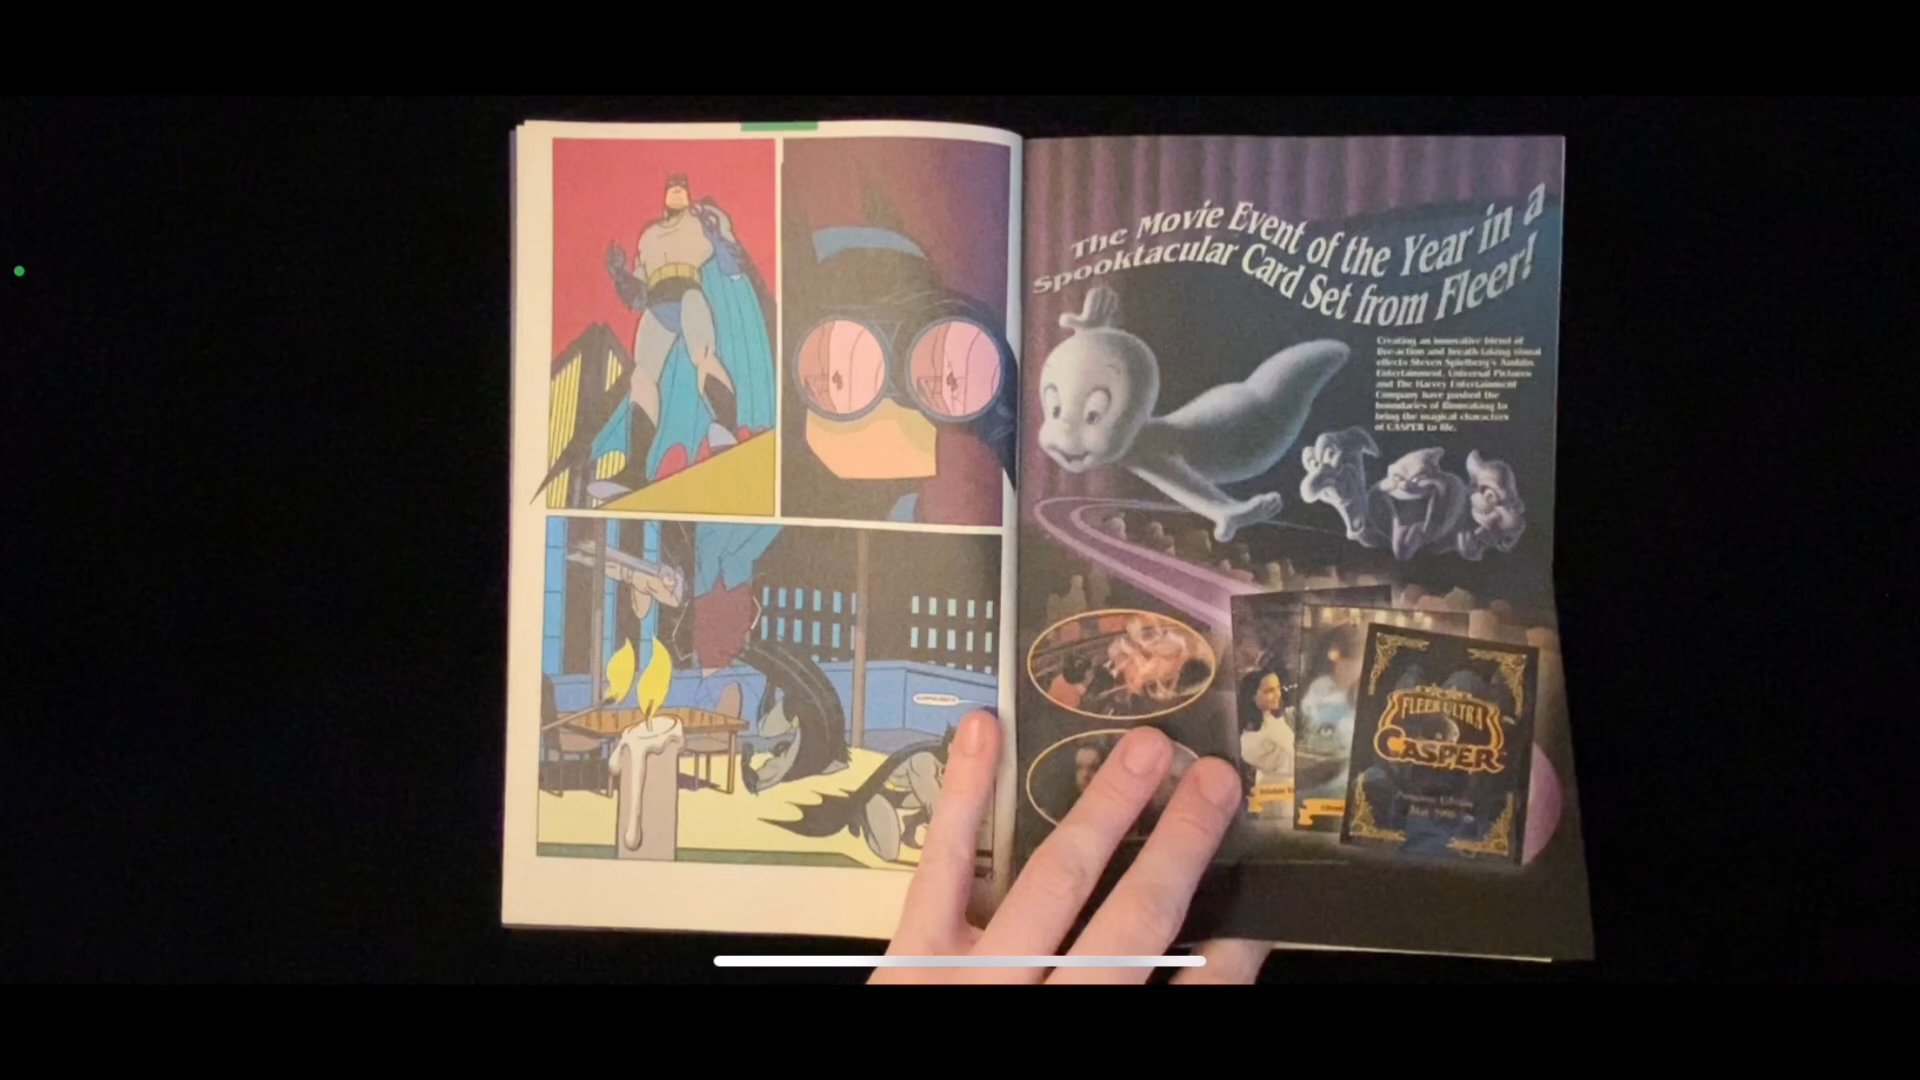 The Movie Event of the Year in a
Spooktacular Card Set from Fleer!
Creating an innovative blend of
live-action and breath-taking visual
effects Steven Spielberg's Amblin
Entertainment, Universal Pictures
and The Harvey Entertainment
Company have pushed the
boundaries of filmmaking to
bring the magical characters
of CASPER to life.
FLEER ULTRA
CASPER
Premiere Edition